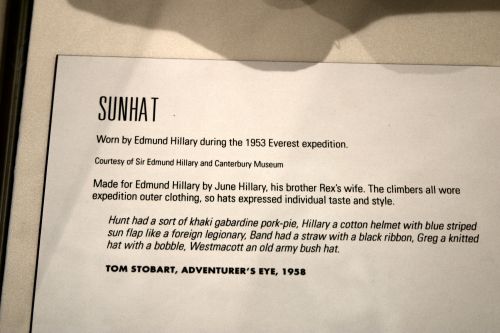 SUNHAT
Worn by Edmund Hillary during the 1953 Everest expedition.
Courtesy of Sir Edmund Hillary and Canterbury Museum
Made for Edmund Hillary by June Hillary, his brother Rex's wife. The climbers all wore
expedition outer clothing, so hats expressed individual taste and style.
Hunt had a sort of khaki gabardine pork-pie, Hillary a cotton helmet with blue striped
sun flap like a foreign legionary, Band had a straw with a black ribbon, Greg a knitted
hat with a bobble, Westmacott an old army bush hat.
TOM STOBART, ADVENTURER'S EYE, 1958